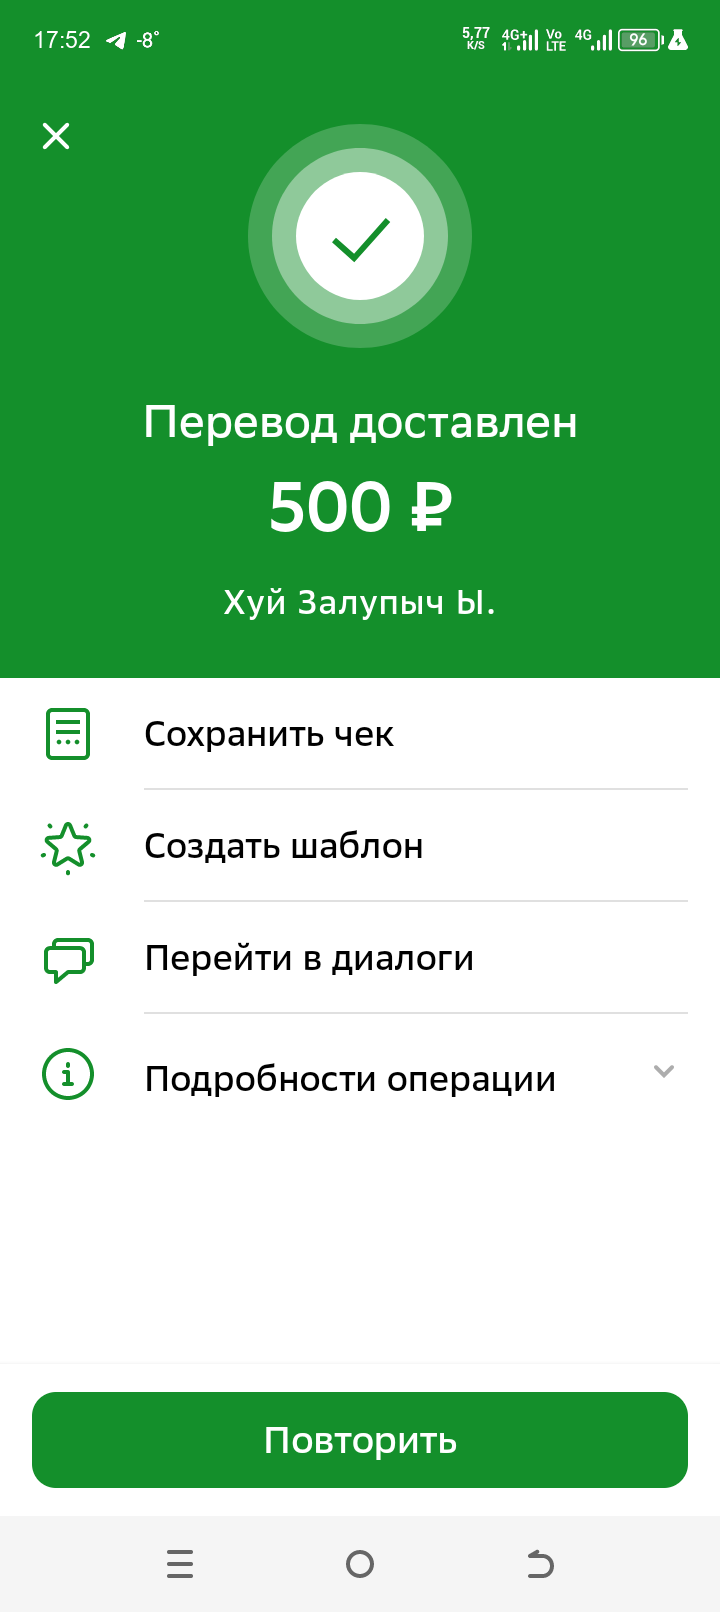 17:52 -8° 5,77 K/S 4G+ Vo LTE 4G 96
Перевод доставлен
500 ₽
Хуй Залупыч Ы.
Сохранить чек
Создать шаблон
Перейти в диалоги
Подробности операции
Повторить